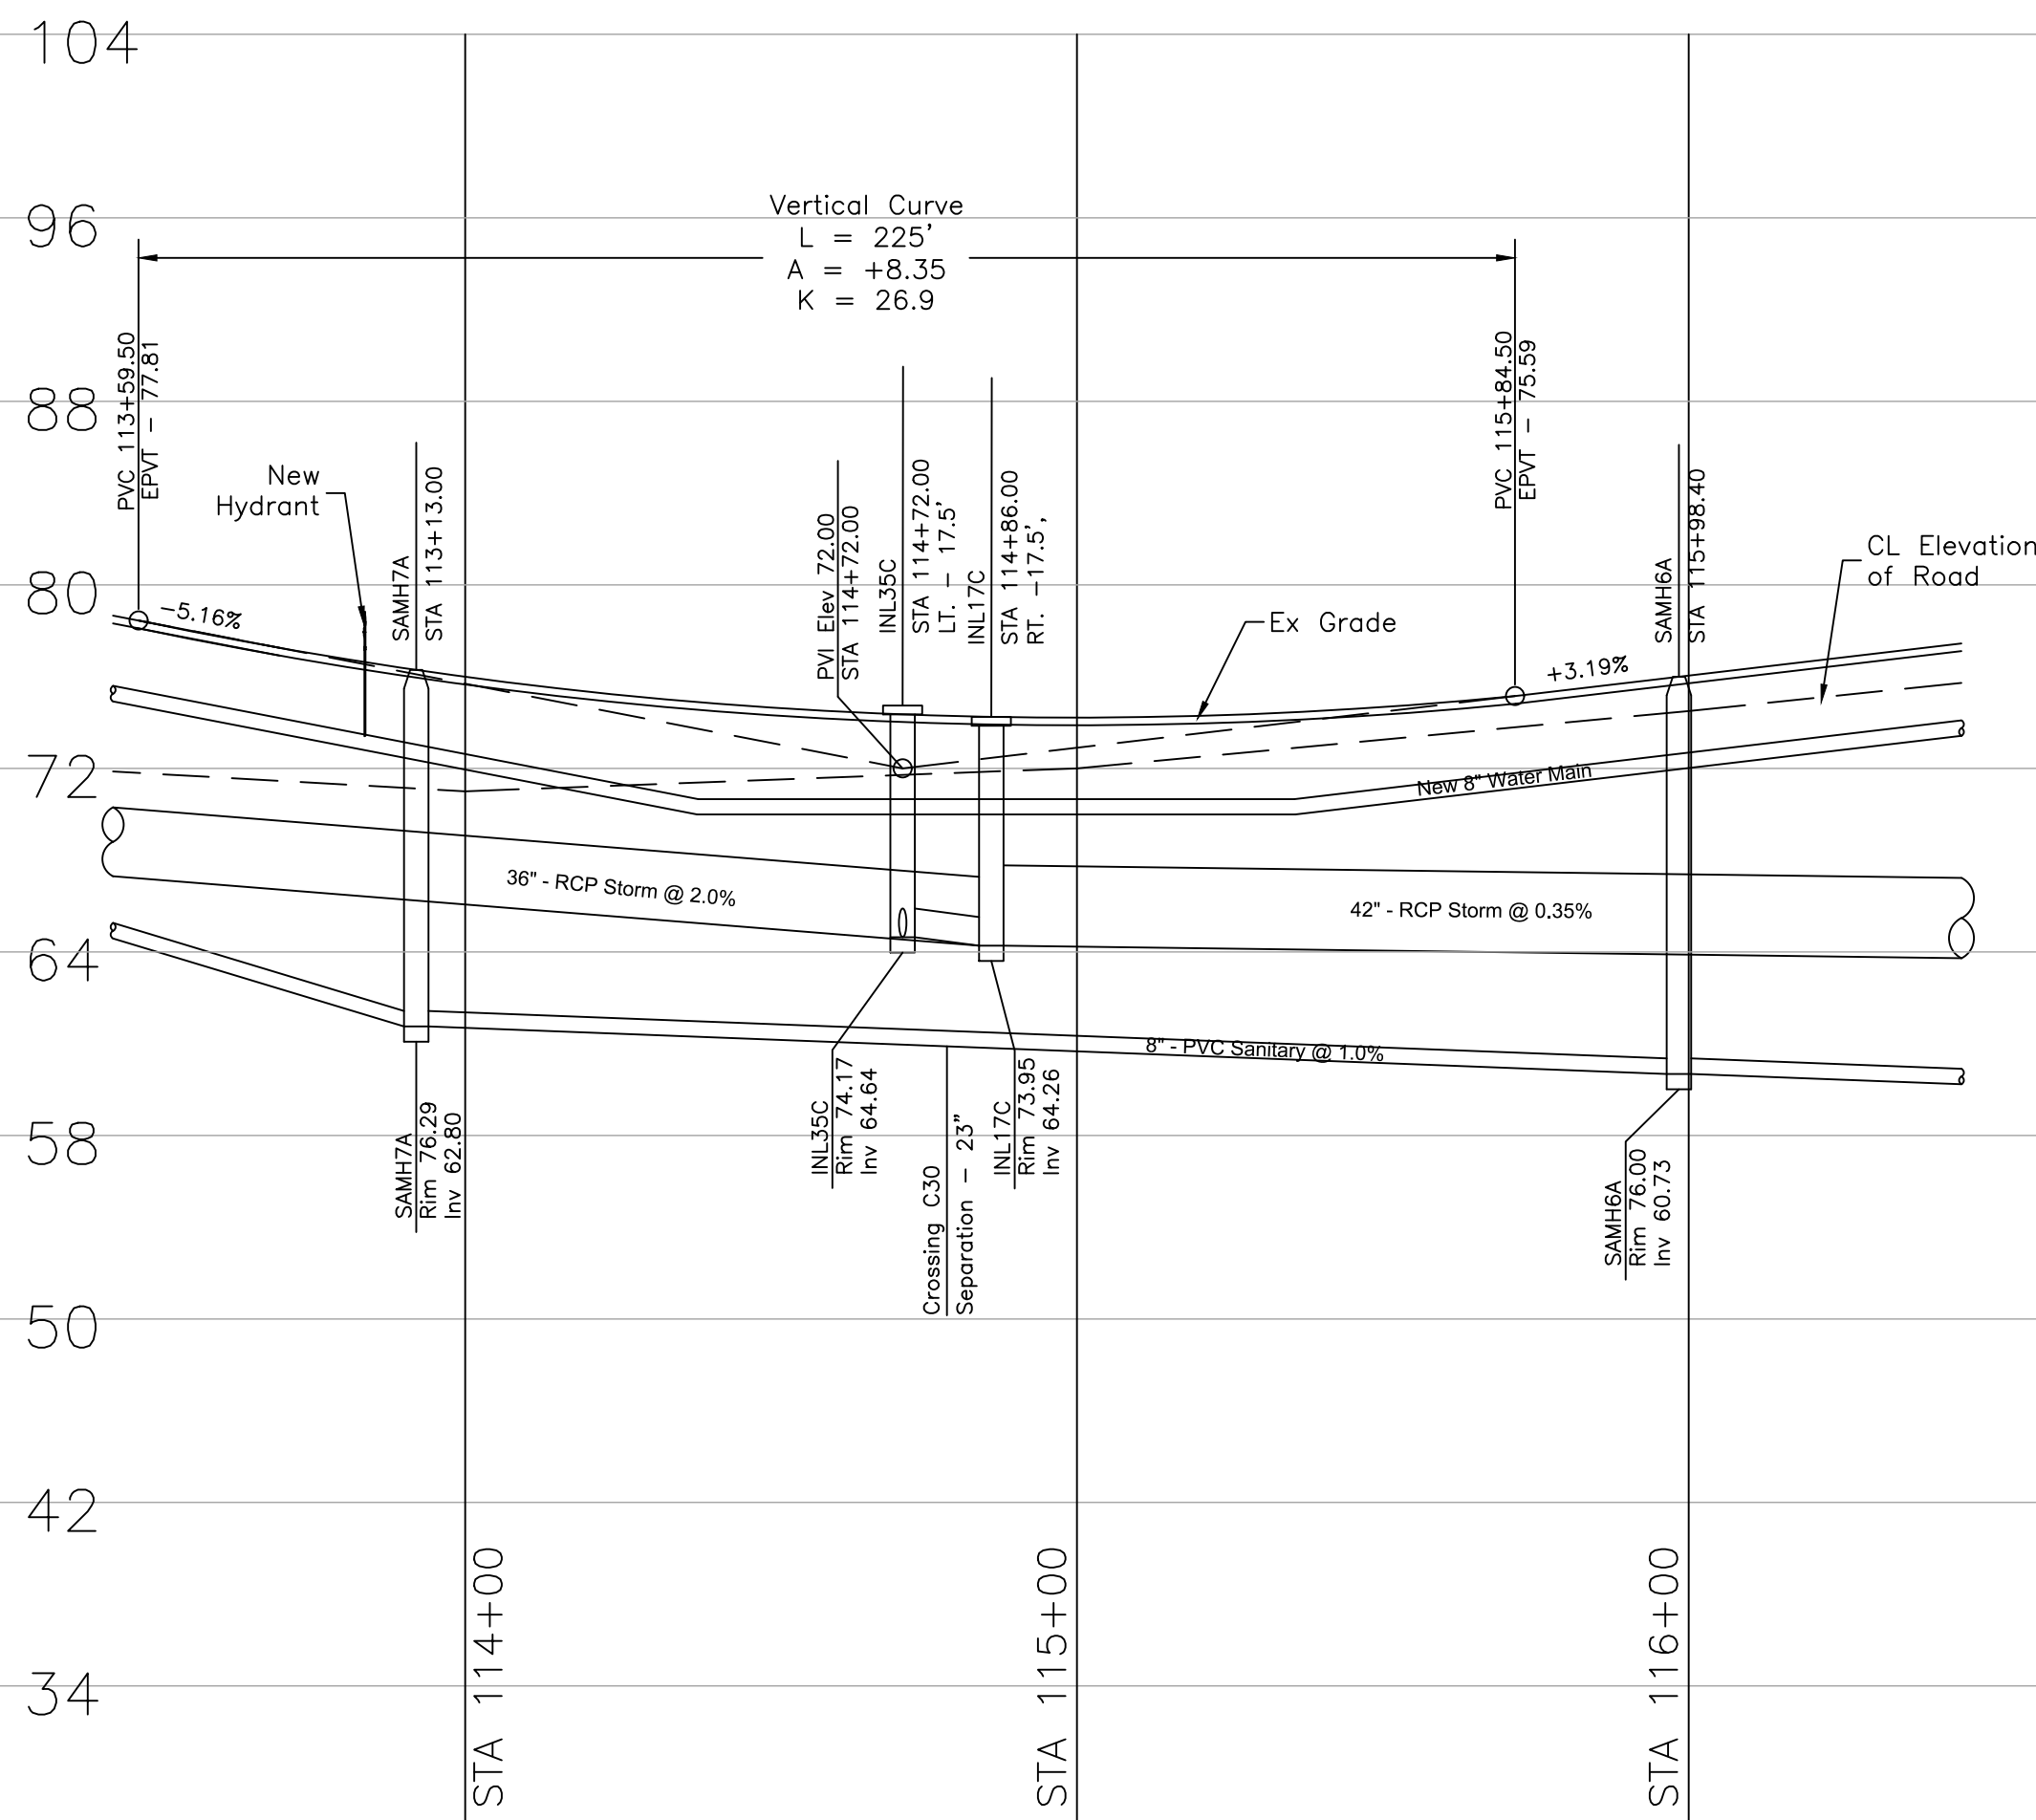 104
96
88
80
72
64
58
50
42
34
Vertical Curve
L = 225'
A = +8.35
K = 26.9
PVC 113+59.50
EPVT - 77.81
New
Hydrant
-5.16%
SAMH7A
STA 113+13.00
PVI Elev 72.00
STA 114+72.00
INL35C
STA 114+72.00
LT. - 17.5'
INL17C
STA 114+86.00
RT. -17.5',
Ex Grade
PVC 115+84.50
EPVT - 75.59
+3.19%
SAMH6A
STA 115+98.40
CL Elevation
of Road
New 8" Water Main
36" - RCP Storm @ 2.0%
42" - RCP Storm @ 0.35%
8" - PVC Sanitary @ 1.0%
SAMH7A
Rim 76.29
Inv 62.80
INL35C
Rim 74.17
Inv 64.64
Crossing C30
Separation - 23"
INL17C
Rim 73.95
Inv 64.26
SAMH6A
Rim 76.00
Inv 60.73
STA 114+00
STA 115+00
STA 116+00